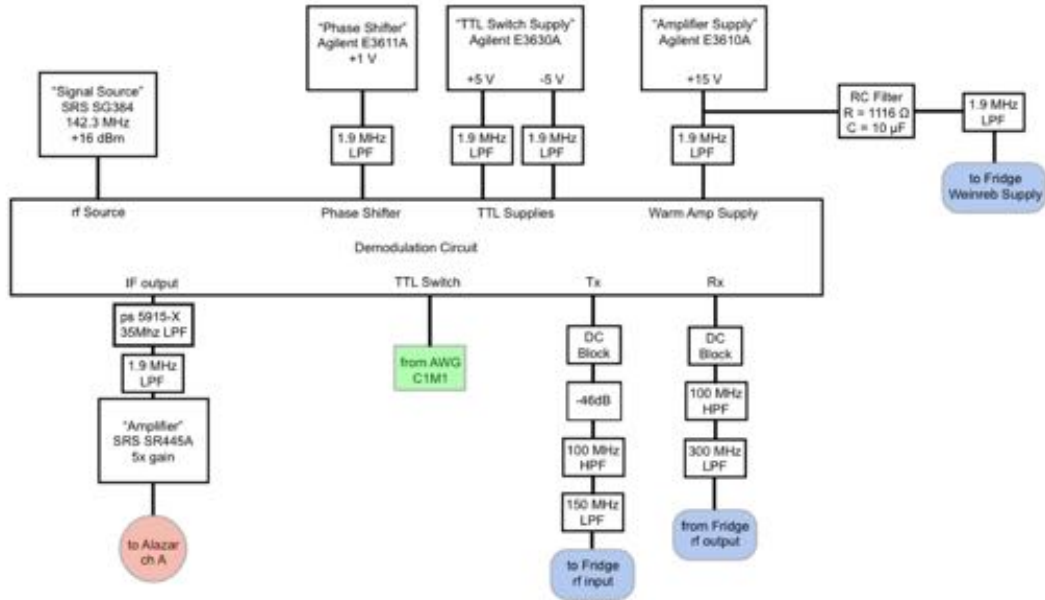 "Phase Shifter"
Agilent E3611A
+1 V
"TTL Switch Supply"
Agilent E3630A
+5 V -5 V
"Amplifier Supply"
Agilent E3610A
+15 V
"Signal Source"
SRS SG384
142.3 MHz
+16 dBm
RC Filter
R = 1116 Ω
C = 10 µF
1.9 MHz
LPF
1.9 MHz
LPF
1.9 MHz
LPF
1.9 MHz
LPF
1.9 MHz
LPF
to Fridge
Weinreb Supply
rf Source
Phase Shifter
TTL Supplies
Warm Amp Supply
Demodulation Circuit
IF output
TTL Switch
Tx
Rx
ps 5915-X
35Mhz LPF
1.9 MHz
LPF
"Amplifier"
SRS SR445A
5x gain
to Alazar
ch A
from AWG
C1M1
DC
Block
-46dB
100 MHz
HPF
150 MHz
LPF
to Fridge
rf input
DC
Block
100 MHz
HPF
300 MHz
LPF
from Fridge
rf output